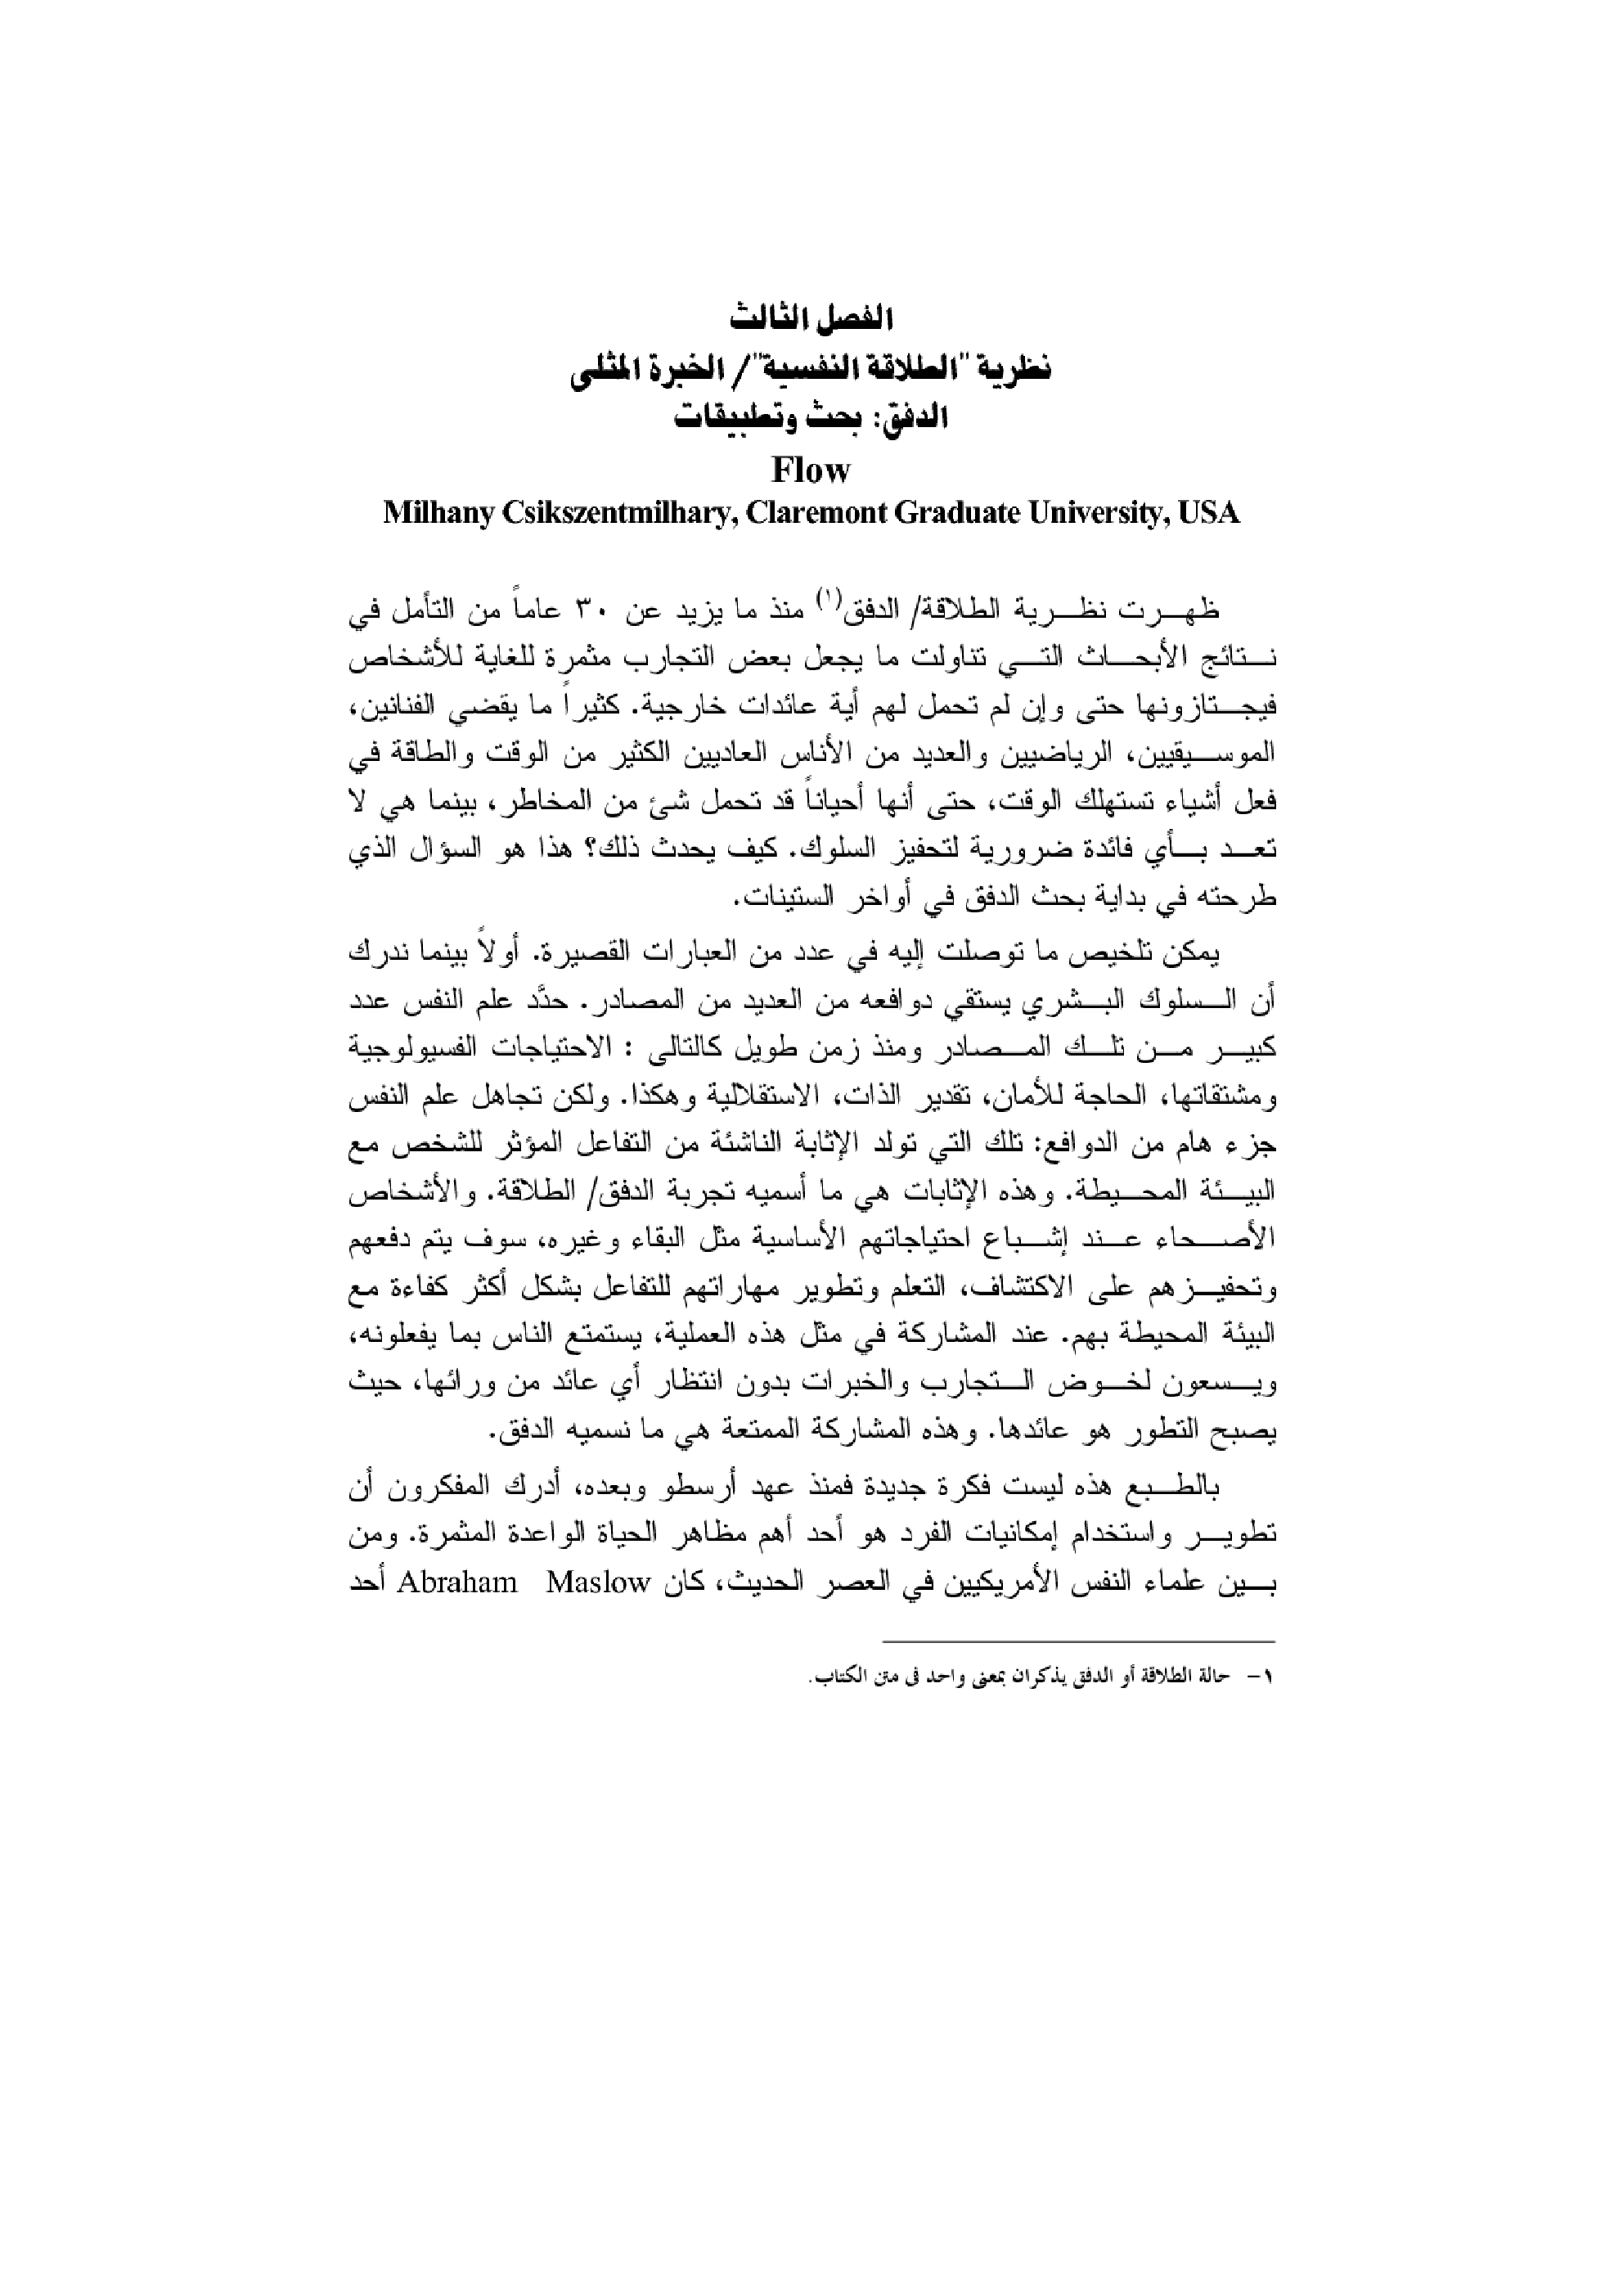 الفصل الثالث
نظرية "الطلاقة النفسية"/ الخبرة المثلى
الدفق: بحث وتطبيقات
Flow
Milhany Csikszentmilhary, Claremont Graduate University, USA
ظهرت نظرية الطلاقة/ الدفق(١) منذ ما يزيد عن ٣٠ عاماً من التأمل في
نتائج الأبحاث التي تناولت ما يجعل بعض التجارب مثمرة للغاية للأشخاص
فيجتازونها حتى وإن لم تحمل لهم أية عائدات خارجية. كثيراً ما يقضي الفنانين،
الموسيقيين، الرياضيين والعديد من الأناس العاديين الكثير من الوقت والطاقة في
فعل أشياء تستهلك الوقت، حتى أنها أحياناً قد تحمل شئ من المخاطر، بينما هي لا
تعد بأي فائدة ضرورية لتحفيز السلوك. كيف يحدث ذلك؟ هذا هو السؤال الذي
طرحته في بداية بحث الدفق في أواخر الستينات.
يمكن تلخيص ما توصلت إليه في عدد من العبارات القصيرة. أولاً بينما ندرك
أن السلوك البشري يستقي دوافعه من العديد من المصادر. حدَّد علم النفس عدد
كبير من تلك المصادر ومنذ زمن طويل كالتالى : الاحتياجات الفسيولوجية
ومشتقاتها، الحاجة للأمان، تقدير الذات، الاستقلالية وهكذا. ولكن تجاهل علم النفس
جزء هام من الدوافع: تلك التي تولد الإثابة الناشئة من التفاعل المؤثر للشخص مع
البيئة المحيطة. وهذه الإثابات هي ما أسميه تجربة الدفق/ الطلاقة. والأشخاص
الأصحاء عند إشباع احتياجاتهم الأساسية مثل البقاء وغيره، سوف يتم دفعهم
وتحفيزهم على الاكتشاف، التعلم وتطوير مهاراتهم للتفاعل بشكل أكثر كفاءة مع
البيئة المحيطة بهم. عند المشاركة في مثل هذه العملية، يستمتع الناس بما يفعلونه،
ويسعون لخوض التجارب والخبرات بدون انتظار أي عائد من ورائها، حيث
يصبح التطور هو عائدها. وهذه المشاركة الممتعة هي ما نسميه الدفق.
بالطبع هذه ليست فكرة جديدة فمنذ عهد أرسطو وبعده، أدرك المفكرون أن
تطوير واستخدام إمكانيات الفرد هو أحد أهم مظاهر الحياة الواعدة المثمرة. ومن
بين علماء النفس الأمريكيين في العصر الحديث، كان Abraham Maslow أحد
١- حالة الطلاقة أو الدفق يذكران بمعنى واحد فى متن الكتاب.